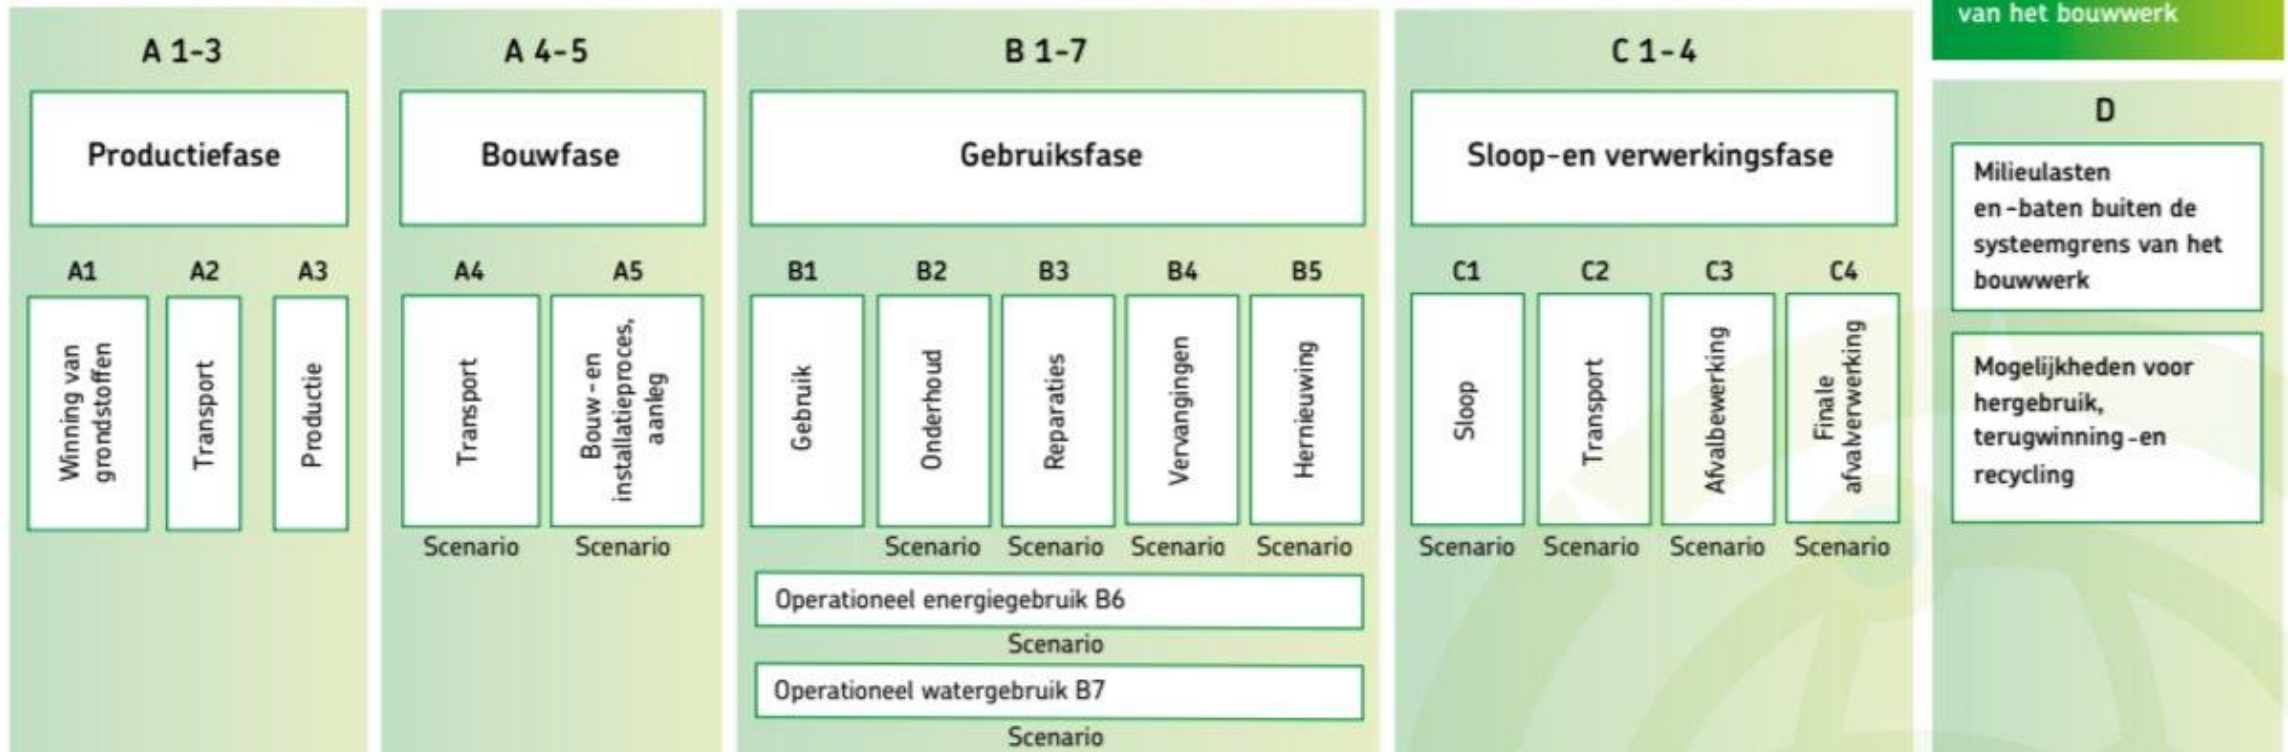 van het bouwwerk
A 1-3
Productiefase
A1
A2
A3
Winning van
grondstoffen
Transport
Productie
A 4-5
Bouwfase
A4
A5
Transport
Bouw-en
installatieproces,
aanleg
Scenario
Scenario
B 1-7
Gebruiksfase
B1
B2
B3
B4
B5
Gebruik
Onderhoud
Reparaties
Vervangingen
Hernieuwing
Scenario
Scenario
Scenario
Scenario
Operationeel energiegebruik B6
Scenario
Operationeel watergebruik B7
Scenario
C 1-4
Sloop-en verwerkingsfase
C1
C2
C3
C4
Sloop
Transport
Afvalbewerking
Finale
afvalverwerking
Scenario
Scenario
Scenario
Scenario
D
Milieulasten
en -baten buiten de
systeemgrens van het
bouwwerk
Mogelijkheden voor
hergebruik,
terugwinning-en
recycling